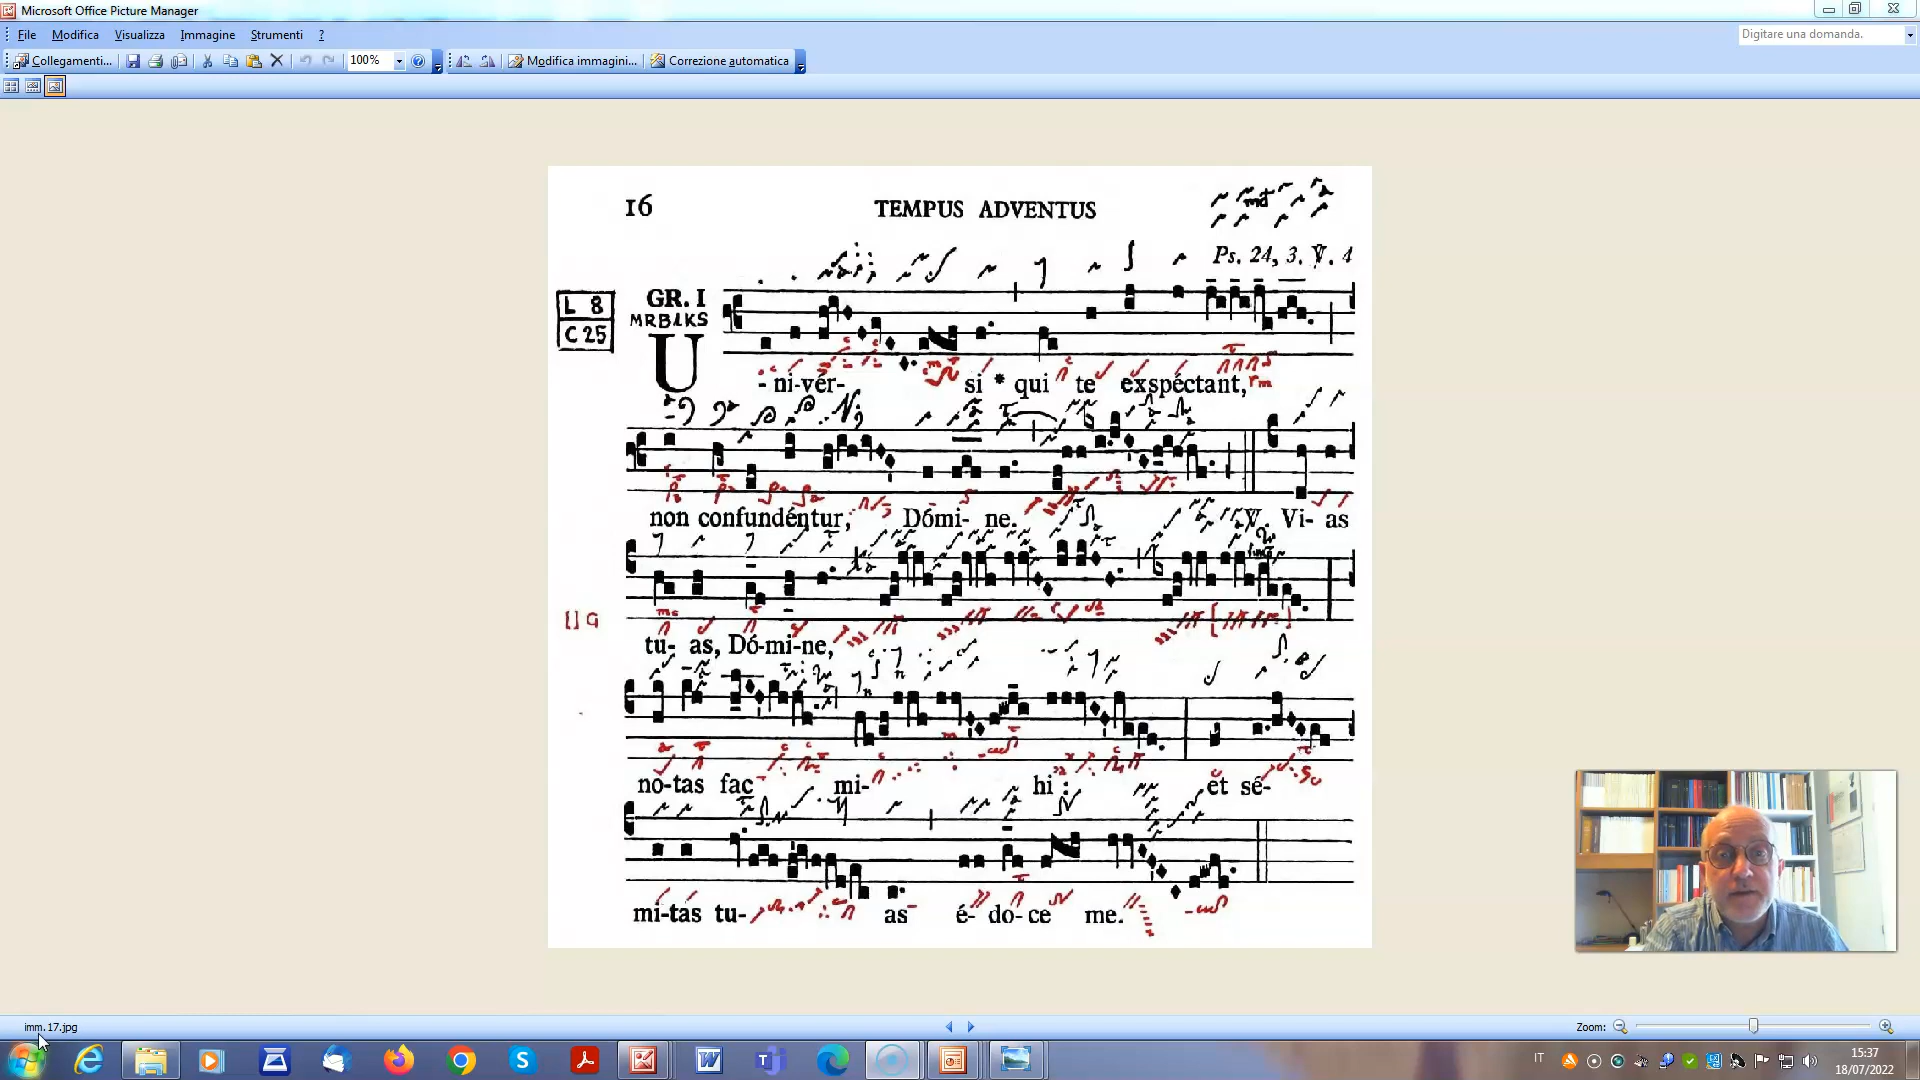 Microsoft Office Picture Manager
File Modifica Visualizza Immagine Strumenti ?
Digitare una domanda.
Collegamenti... 100% Modifica immagini... Correzione automatica
16 TEMPUS ADVENTUS
Ps. 24, 3. ℣. 4
L 8
C 25
GR. I
MRBLKS
U - ni-vér- si * qui te exspéctant,
non confundéntur, Dómi- ne. ℣. Vi- as
tu- as, Dó-mi-ne,
no-tas fac mi- hi : et sé-
mi-tas tu- as é- do- ce me.
imm.17.jpg
Zoom:
IT
15:37
18/07/2022